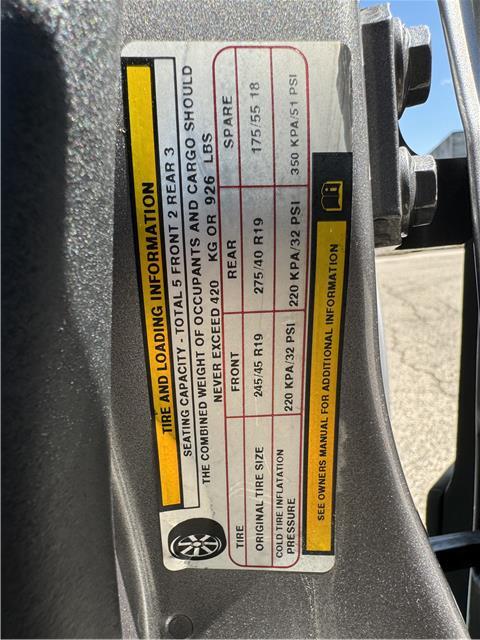 TIRE AND LOADING INFORMATION
SEATING CAPACITY - TOTAL 5 FRONT 2 REAR 3
THE COMBINED WEIGHT OF OCCUPANTS AND CARGO SHOULD
NEVER EXCEED 420 KG OR 926 LBS
TIRE FRONT REAR SPARE
ORIGINAL TIRE SIZE 245/45 R19 275/40 R19 175/55 18
COLD TIRE INFLATATION
PRESSURE 220 KPA/32 PSI 220 KPA/32 PSI 350 KPA/51 PSI
SEE OWNERS MANUAL FOR ADDITIONAL INFORMATION